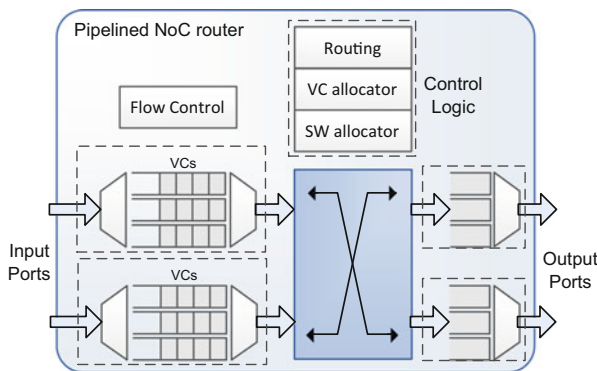 Pipelined NoC router
Routing
VC allocator
SW allocator
Control
Logic
Flow Control
VCs
VCs
Input
Ports
Output
Ports